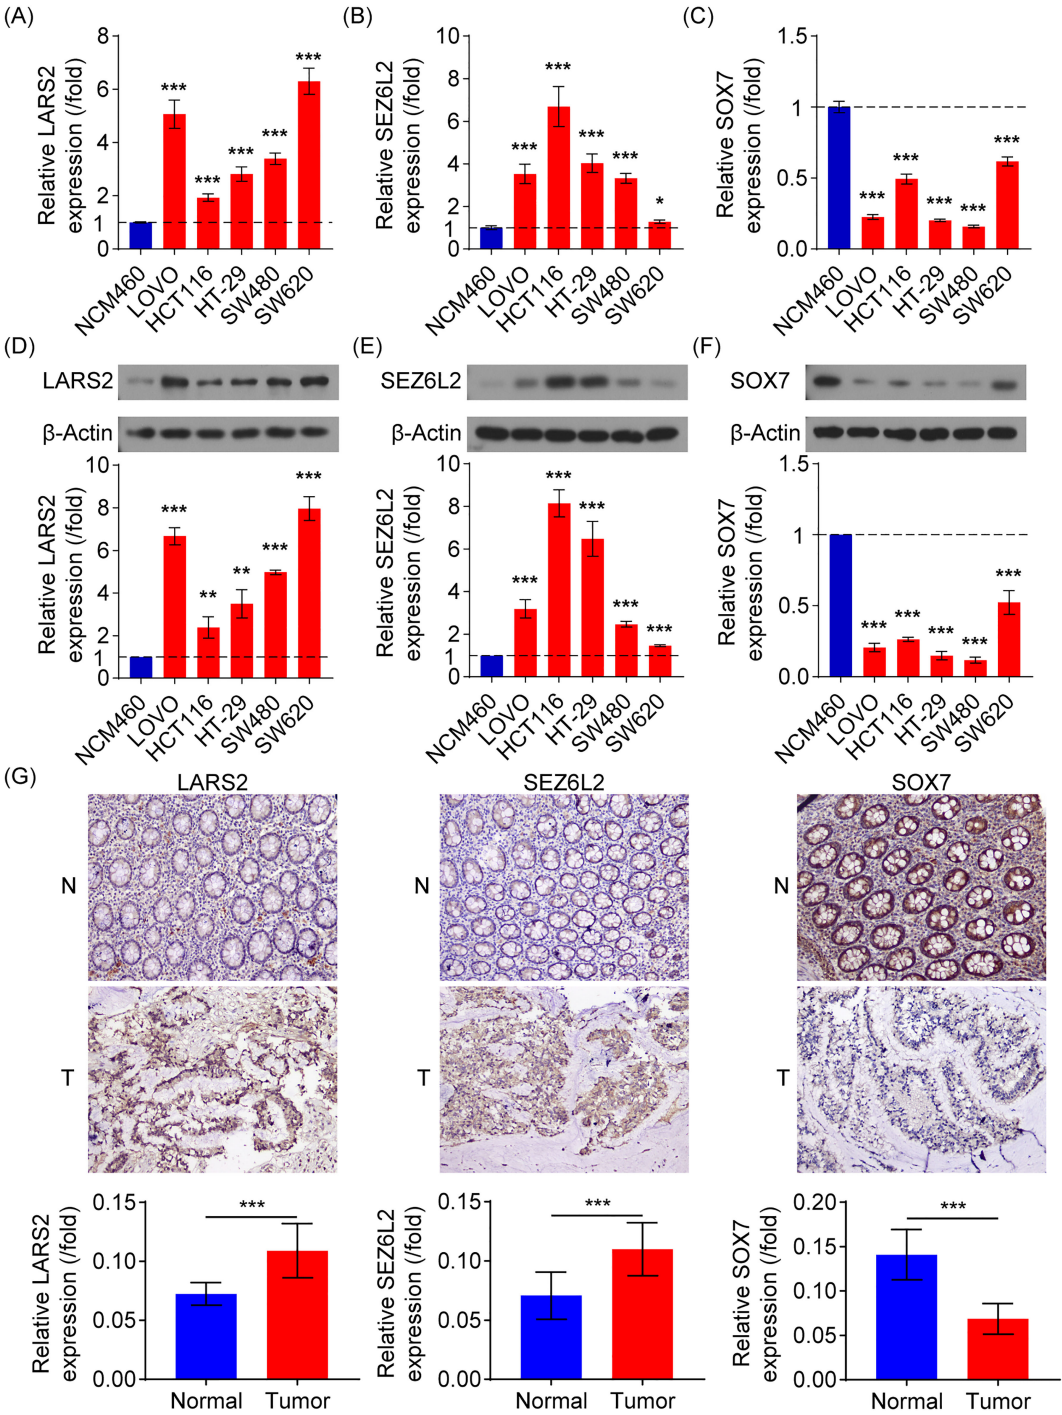 (A)
Relative LARS2
expression (/fold)
8
6
4
2
1
0
***
***
***
***
***
NCM460
LOVO
HCT116
HT-29
SW480
SW620
(B)
Relative SEZ6L2
expression (/fold)
10
8
6
4
2
1
0
***
***
***
***
*
NCM460
LOVO
HCT116
HT-29
SW480
SW620
(C)
Relative SOX7
expression (/fold)
1.5
1
0.5
0.0
***
***
***
***
***
NCM460
LOVO
HCT116
HT-29
SW480
SW620
(D)
LARS2
β-Actin
Relative LARS2
expression (/fold)
10
8
6
4
2
1
0
***
**
**
***
***
NCM460
LOVO
HCT116
HT-29
SW480
SW620
(E)
SEZ6L2
β-Actin
Relative SEZ6L2
expression (/fold)
10
8
6
4
2
1
0
***
***
***
***
***
NCM460
LOVO
HCT116
HT-29
SW480
SW620
(F)
SOX7
β-Actin
Relative SOX7
expression (/fold)
1.5
1
0.5
0.0
***
***
***
***
***
NCM460
LOVO
HCT116
HT-29
SW480
SW620
(G)
LARS2
SEZ6L2
SOX7
N
N
N
T
T
T
Relative LARS2
expression (/fold)
0.15
0.10
0.05
0.00
***
Normal Tumor
Relative SEZ6L2
expression (/fold)
0.15
0.10
0.05
0.00
***
Normal Tumor
Relative SOX7
expression (/fold)
0.20
0.15
0.10
0.05
0.00
***
Normal Tumor